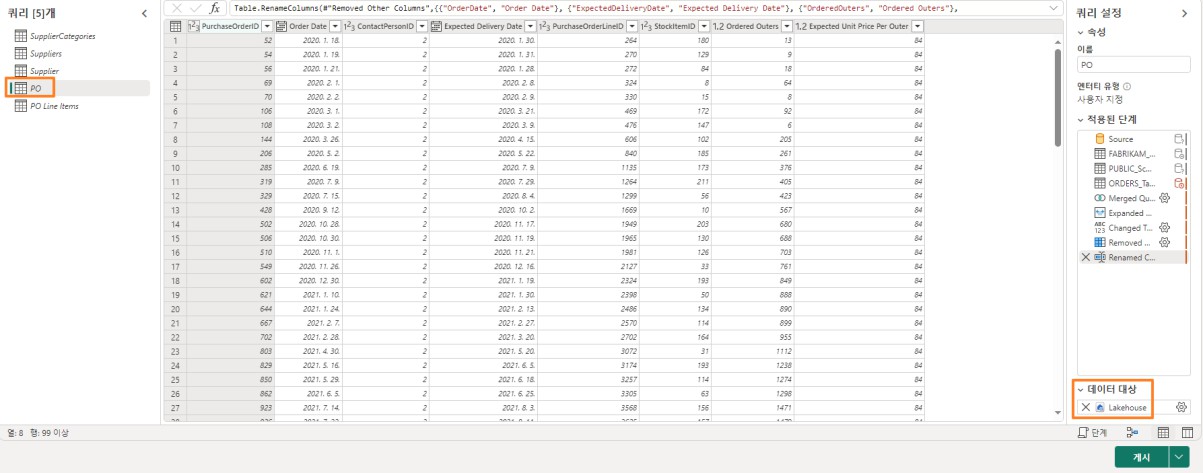 쿼리 [5]개
SupplierCategories
Suppliers
Supplier
PO
PO Line Items
fx Table.RenameColumns(#"Removed Other Columns",{{"OrderDate", "Order Date"}, {"ExpectedDeliveryDate", "Expected Delivery Date"}, {"OrderedOuters", "Ordered Outers"},
PurchaseOrderID Order Date ContactPersonID Expected Delivery Date PurchaseOrderLineID StockItemID Ordered Outers Expected Unit Price Per Outer
1 52 2020. 1. 18. 2 2020. 1. 30. 264 180 13 84
2 54 2020. 1. 19. 2 2020. 1. 31. 270 129 9 84
3 56 2020. 1. 21. 2 2020. 1. 28. 272 84 18 84
4 69 2020. 2. 1. 2 2020. 2. 8. 324 8 64 84
5 70 2020. 2. 2. 2 2020. 2. 9. 330 15 8 84
6 106 2020. 3. 1. 2 2020. 3. 21. 469 172 92 84
7 108 2020. 3. 2. 2 2020. 3. 9. 476 147 6 84
8 144 2020. 3. 26. 2 2020. 4. 15. 606 102 205 84
9 206 2020. 5. 2. 2 2020. 5. 22. 840 185 261 84
10 285 2020. 6. 19. 2 2020. 7. 9. 1135 173 376 84
11 319 2020. 7. 9. 2 2020. 7. 29. 1264 211 405 84
12 329 2020. 7. 15. 2 2020. 8. 4. 1299 56 423 84
13 428 2020. 9. 12. 2 2020. 10. 2. 1669 10 567 84
14 502 2020. 10. 28. 2 2020. 11. 17. 1949 203 680 84
15 506 2020. 10. 30. 2 2020. 11. 19. 1965 130 688 84
16 510 2020. 11. 1. 2 2020. 11. 21. 1981 126 703 84
17 549 2020. 11. 26. 2 2020. 12. 16. 2127 33 761 84
18 602 2020. 12. 30. 2 2021. 1. 19. 2324 193 849 84
19 621 2021. 1. 10. 2 2021. 1. 30. 2398 50 888 84
20 644 2021. 1. 24. 2 2021. 2. 13. 2486 134 890 84
21 667 2021. 2. 7. 2 2021. 2. 27. 2570 114 899 84
22 702 2021. 2. 28. 2 2021. 3. 20. 2702 164 955 84
23 803 2021. 4. 30. 2 2021. 5. 20. 3072 31 1112 84
24 829 2021. 5. 16. 2 2021. 6. 5. 3174 193 1238 84
25 850 2021. 5. 29. 2 2021. 6. 18. 3257 114 1274 84
26 862 2021. 6. 5. 2 2021. 6. 25. 3305 63 1298 84
27 923 2021. 7. 14. 2 2021. 8. 3. 3568 156 1471 84
열: 8 행: 99 이상
쿼리 설정
속성
이름
PO
엔터티 유형
사용자 지정
적용된 단계
Source
FABRIKAM_...
PUBLIC_Sc...
ORDERS_Ta...
Merged Qu...
Expanded ...
Changed T...
Removed ...
Renamed C...
데이터 대상
Lakehouse
단계
게시